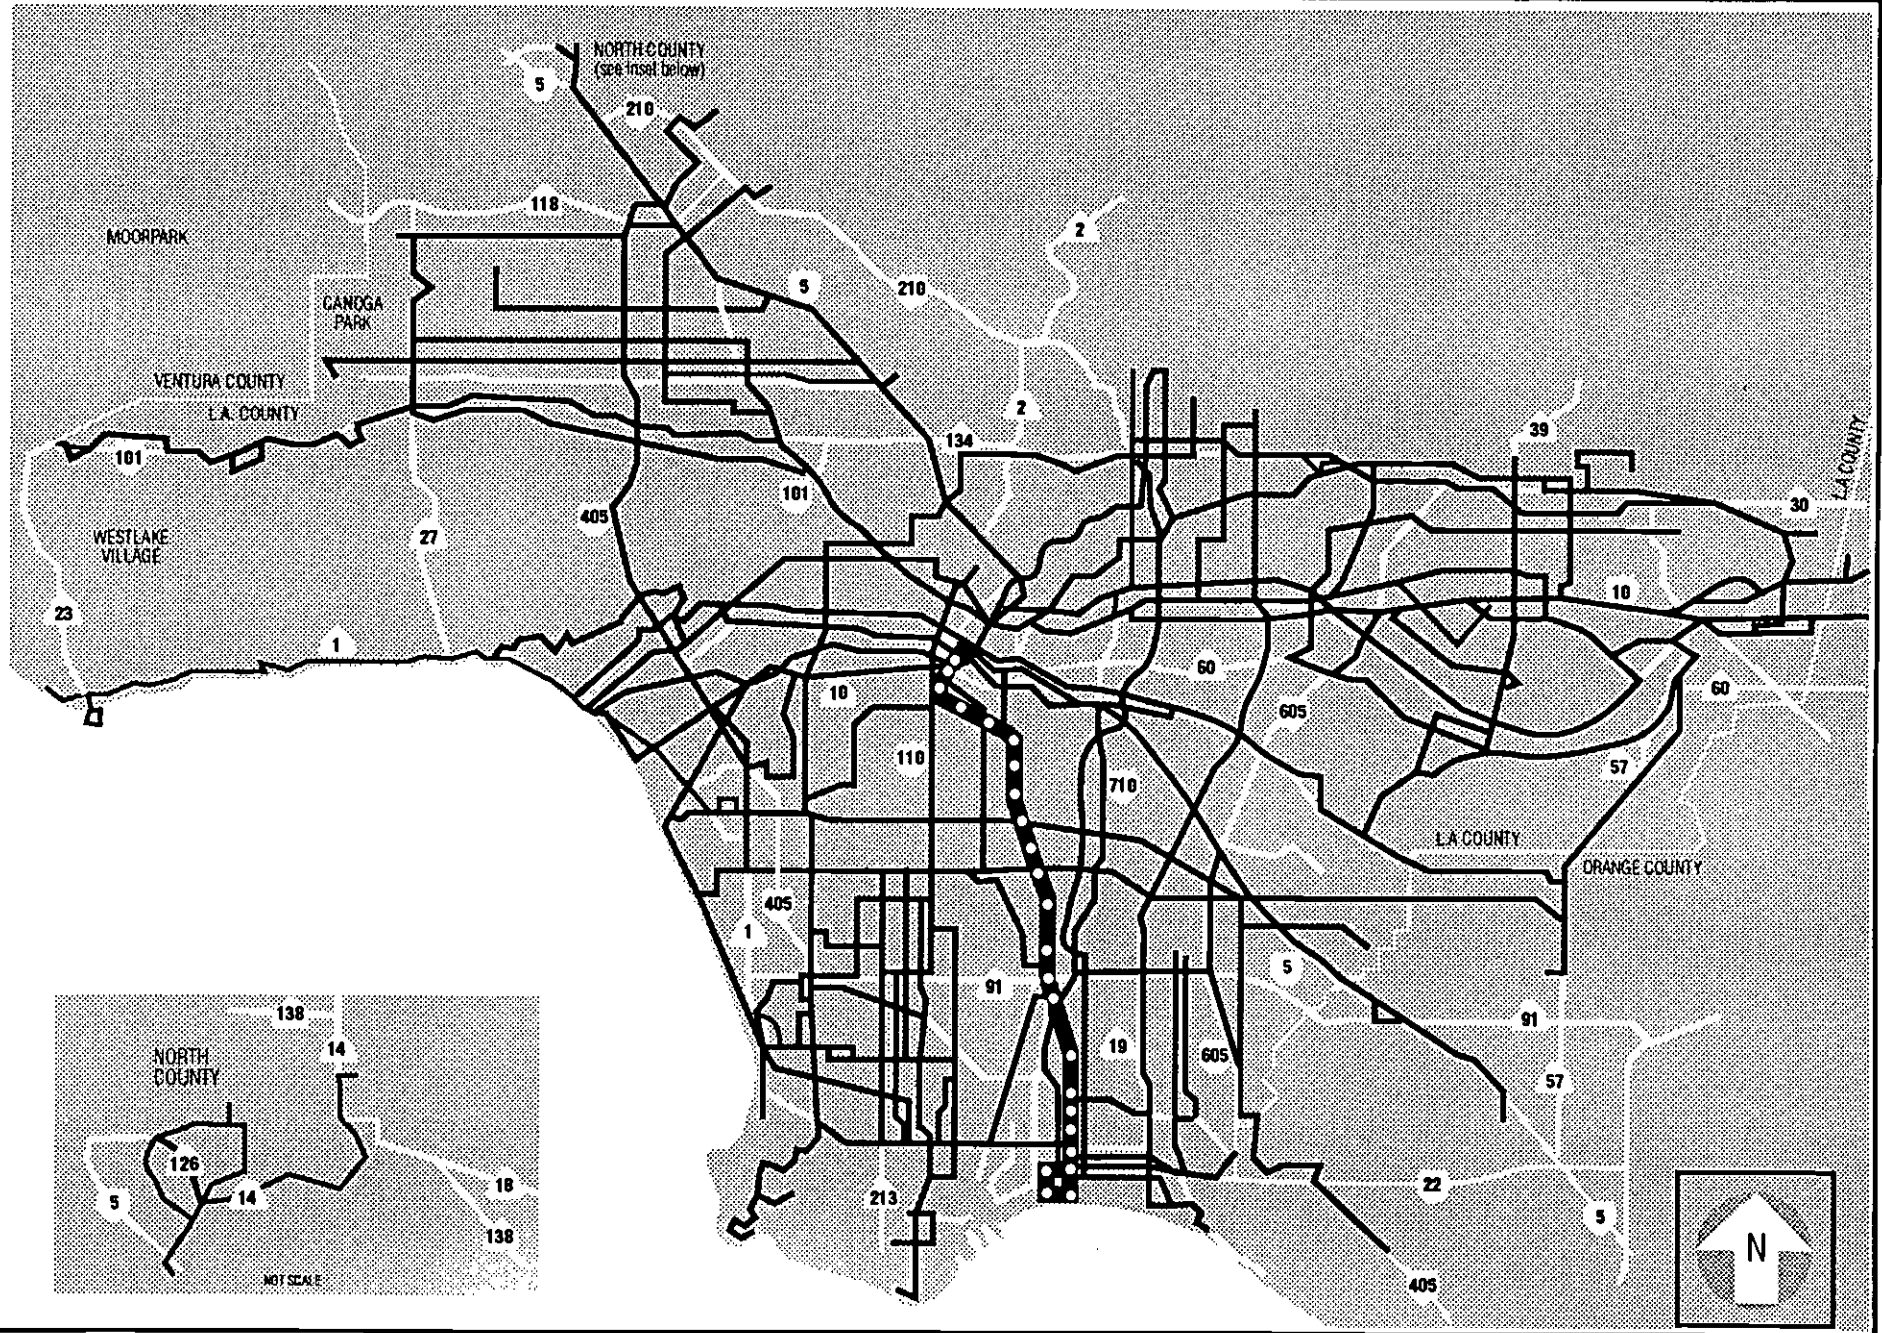 NORTH COUNTY
(see inset below)
5
210
118
2
MOORPARK
5
210
CANOGA
PARK
VENTURA COUNTY
L.A. COUNTY
2
134
39
L.A. COUNTY
101
101
405
30
27
WESTLAKE
VILLAGE
10
23
1
60
10
60
605
110
57
710
L.A COUNTY
ORANGE COUNTY
405
1
5
91
91
138
14
NORTH
COUNTY
19
605
57
126
14
5
18
138
213
22
5
N
NOT SCALE
405